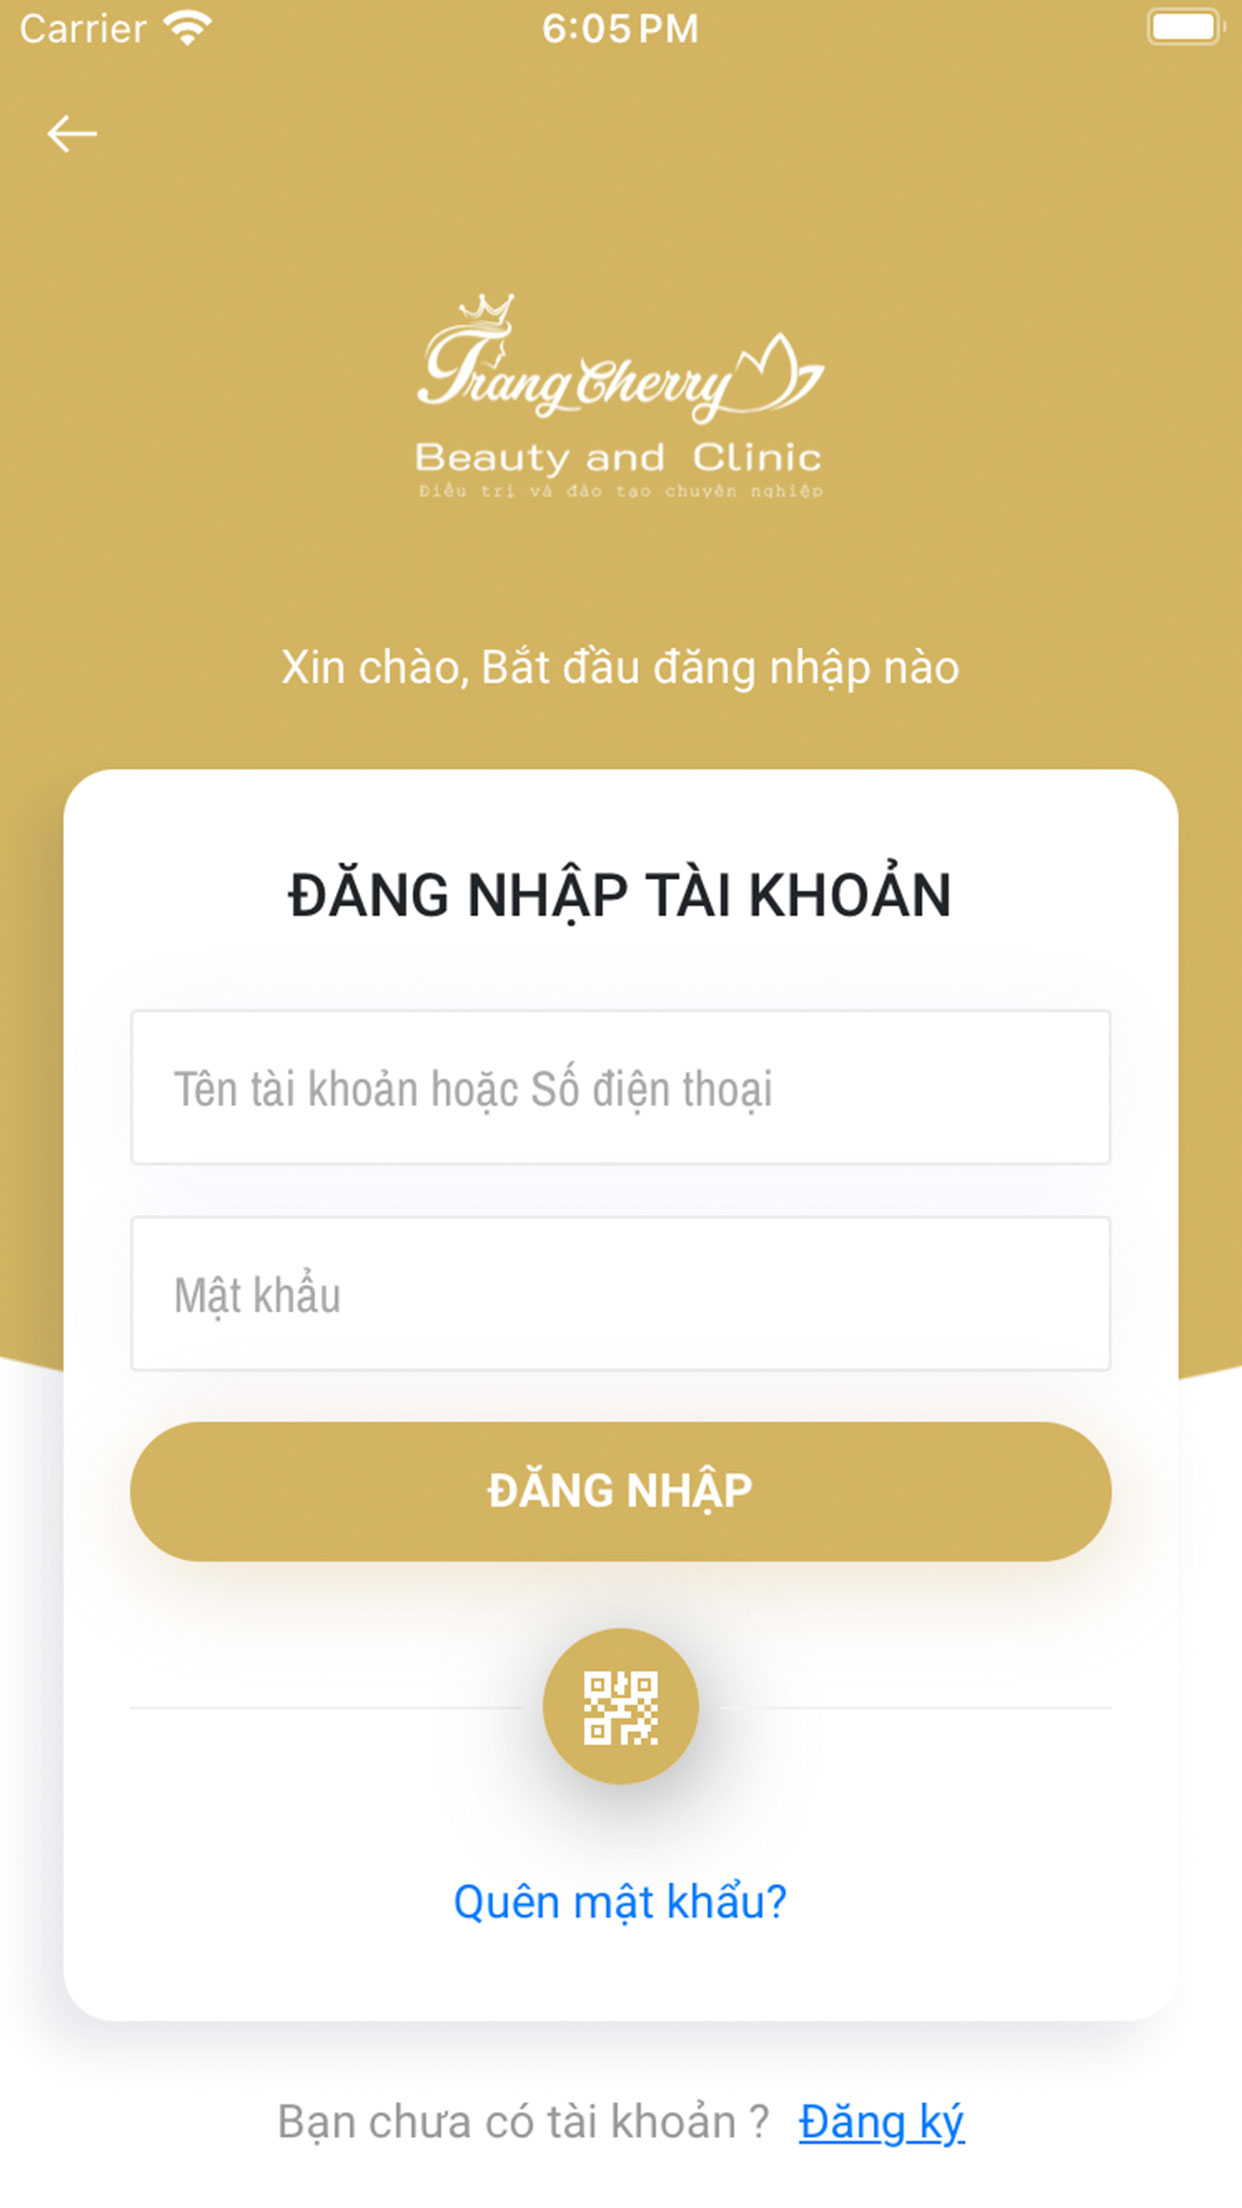 Carrier 6:05 PM
Trang Cherry
Beauty and Clinic
Điều trị và đào tạo chuyên nghiệp
Xin chào, Bắt đầu đăng nhập nào
ĐĂNG NHẬP TÀI KHOẢN
Tên tài khoản hoặc Số điện thoại
Mật khẩu
ĐĂNG NHẬP
Quên mật khẩu?
Bạn chưa có tài khoản ? Đăng ký